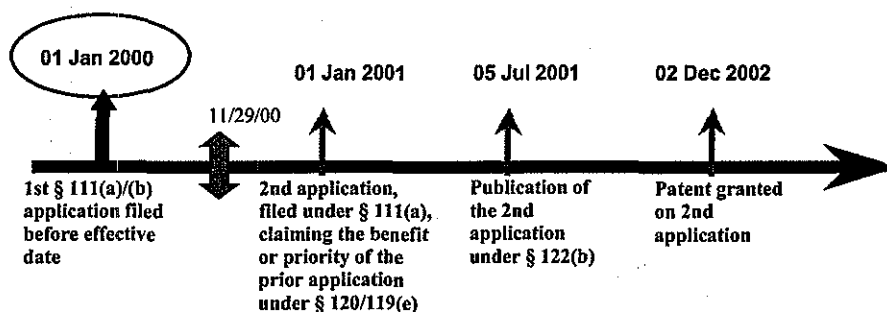 01 Jan 2000
01 Jan 2001
05 Jul 2001
02 Dec 2002
11/29/00
1st § 111(a)/(b)
application filed
before effective
date
2nd application,
filed under § 111(a),
claiming the benefit
or priority of the
prior application
under § 120/119(e)
Publication of
the 2nd
application
under § 122(b)
Patent granted
on 2nd
application